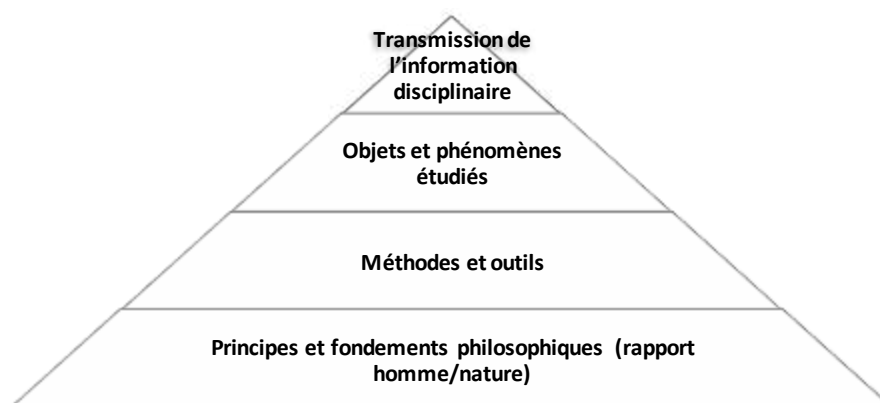 Transmission de
l'information
disciplinaire
Objets et phénomènes
étudiés
Méthodes et outils
Principes et fondements philosophiques (rapport
homme/nature)